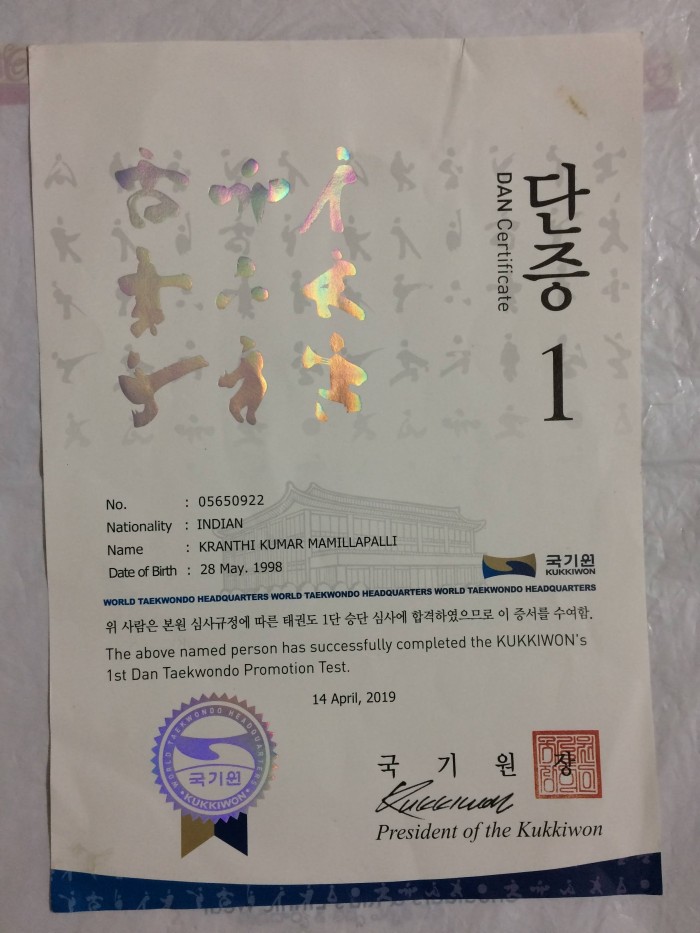 단증
DAN Certificate
1
No. : 05650922
Nationality : INDIAN
Name : KRANTHI KUMAR MAMILLAPALLI
Date of Birth : 28 May. 1998
국기원
KUKKIWON
WORLD TAEKWONDO HEADQUARTERS WORLD TAEKWONDO HEADQUARTERS WORLD TAEKWONDO HEADQUARTERS
위 사람은 본원 심사규정에 따른 태권도 1단 승단 심사에 합격하였으므로 이 증서를 수여함.
The above named person has successfully completed the KUKKIWON's
1st Dan Taekwondo Promotion Test.
14 April, 2019
WORLD TAEKWONDO HEADQUARTERS
국기원
• KUKKIWON •
국 기 원 장
Kukkiwon
President of the Kukkiwon